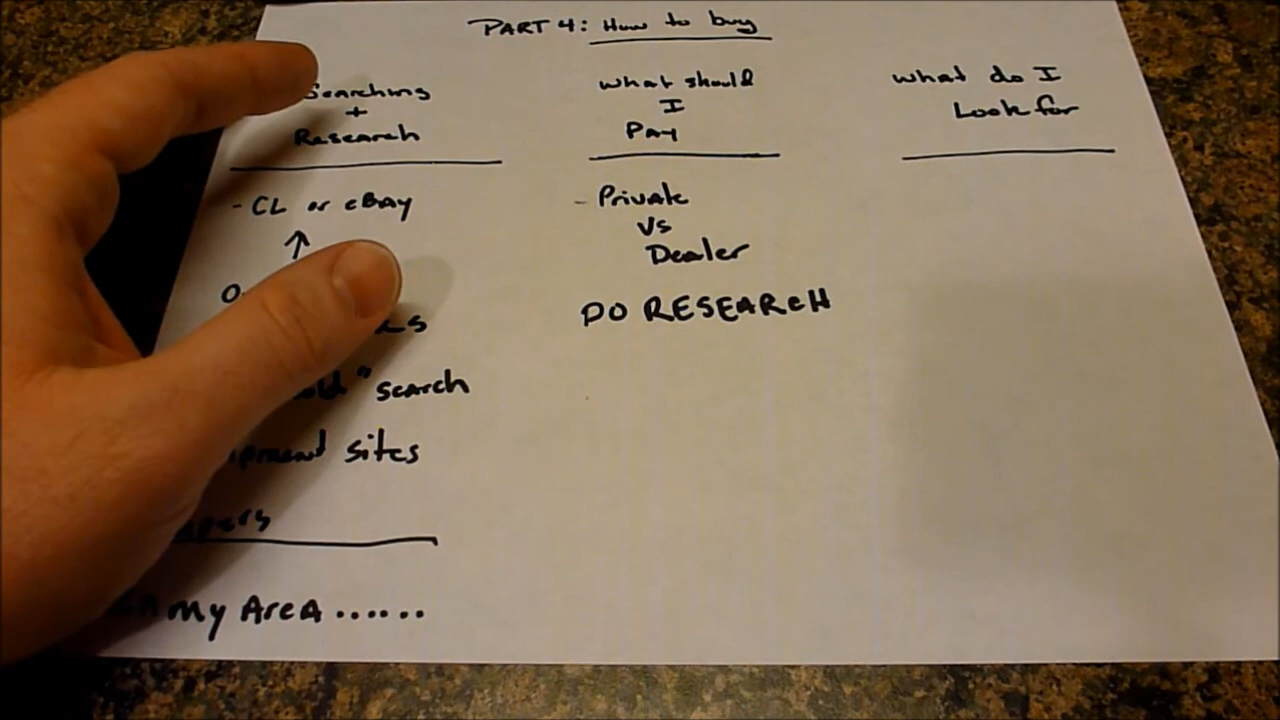 PART 4: How to buy
Searching
+
Research
- CL or eBay
↑
search
sites
my AreA ......
what should
I
Pay
- Private
Vs
Dealer
DO RESEARCH
what do I
Look for